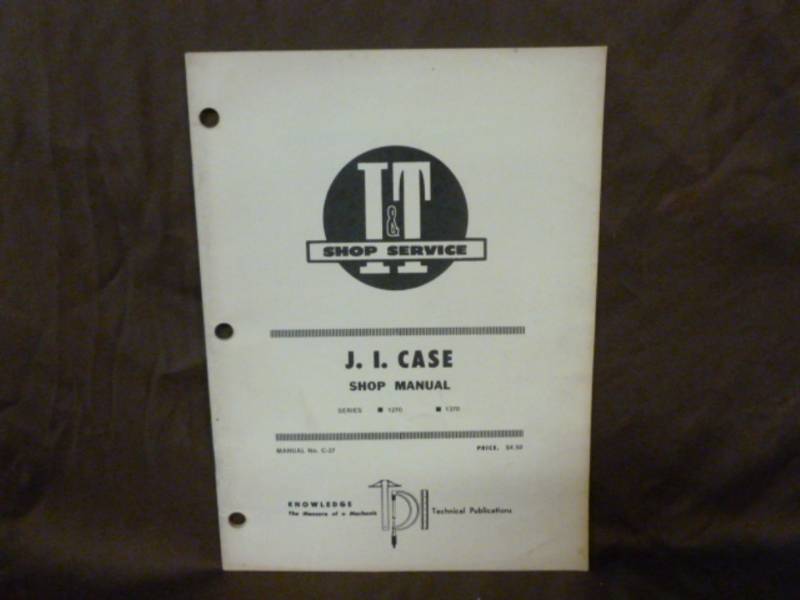 I&T
SHOP SERVICE
J. I. CASE
SHOP MANUAL
SERIES ■ 1270 ■ 1370
MANUAL No. C-27 PRICE, $4.50
KNOWLEDGE
The Measure of a Mechanic
TPI
Technical Publications